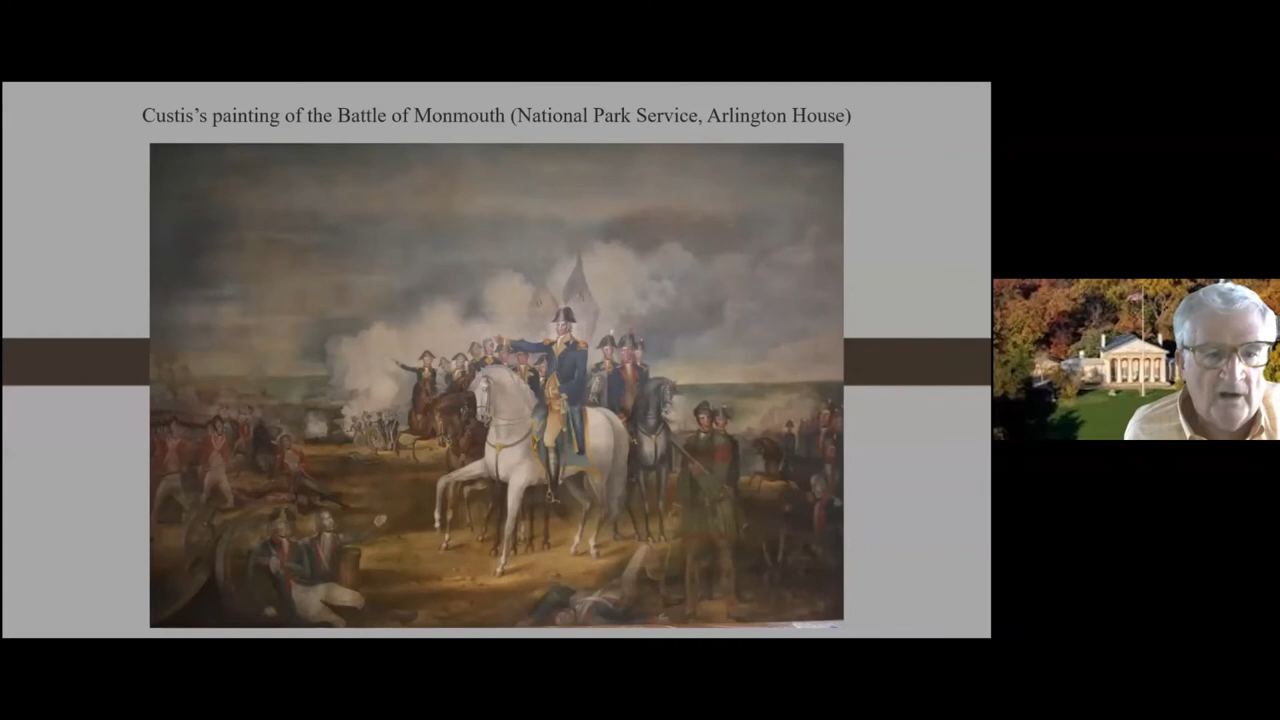 Custis’s painting of the Battle of Monmouth (National Park Service, Arlington House)